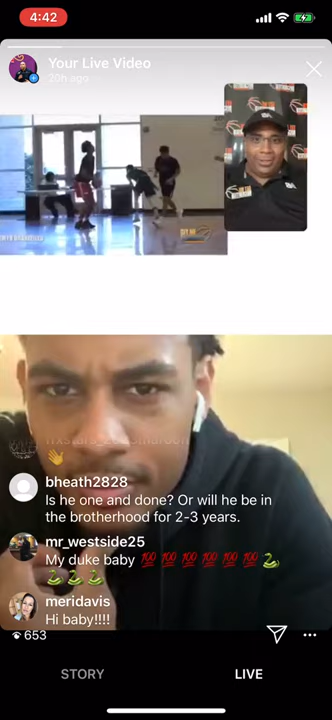 4:42
Your Live Video
20h ago
bheath2828
Is he one and done? Or will he be in
the brotherhood for 2-3 years.
mr_westside25
My duke baby 💯💯💯💯💯💯🐍
🐍🐍🐍
meridavis
Hi baby!!!!
653
STORY LIVE